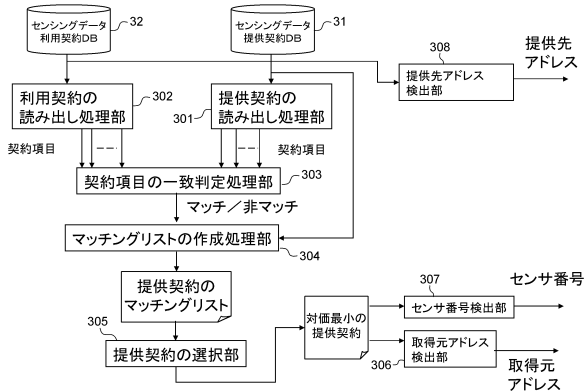 32
センシングデータ
利用契約DB
31
センシングデータ
提供契約DB
308
提供先アドレス
検出部
提供先
アドレス
利用契約の
読み出し処理部
302
301
提供契約の
読み出し処理部
契約項目
契約項目
契約項目の一致判定処理部
303
マッチ／非マッチ
マッチングリストの作成処理部
304
提供契約の
マッチングリスト
305
提供契約の選択部
対価最小の
提供契約
307
センサ番号検出部
センサ番号
取得元アドレス
検出部
306
取得元
アドレス